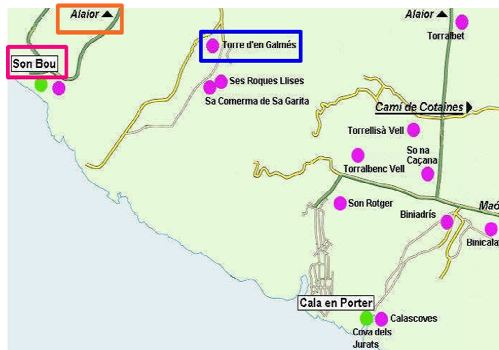 Alaior
Alaior
Torralbet
Torre d'en Galmés
Son Bou
Ses Roques Llises
Sa Comerma de Sa Garita
Camí de Cotaines
Torrellisà Vell
So na
Caçana
Torralbenc Vell
Son Rotger
Maó
Biniadrís
Binicalaf
Cala en Porter
Calascoves
Cova dels
Jurats